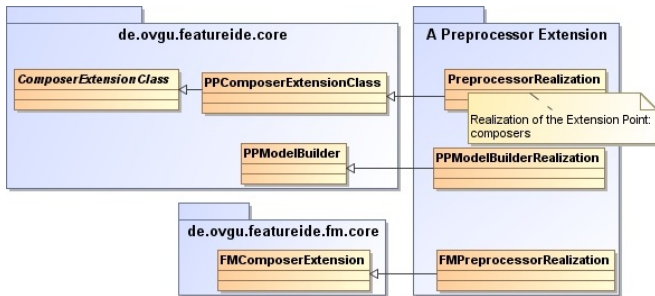 de.ovgu.featureide.core
A Preprocessor Extension
ComposerExtensionClass
PPComposerExtensionClass
PreprocessorRealization
Realization of the Extension Point:
composers
PPModelBuilder
PPModelBuilderRealization
de.ovgu.featureide.fm.core
FMComposerExtension
FMPreprocessorRealization